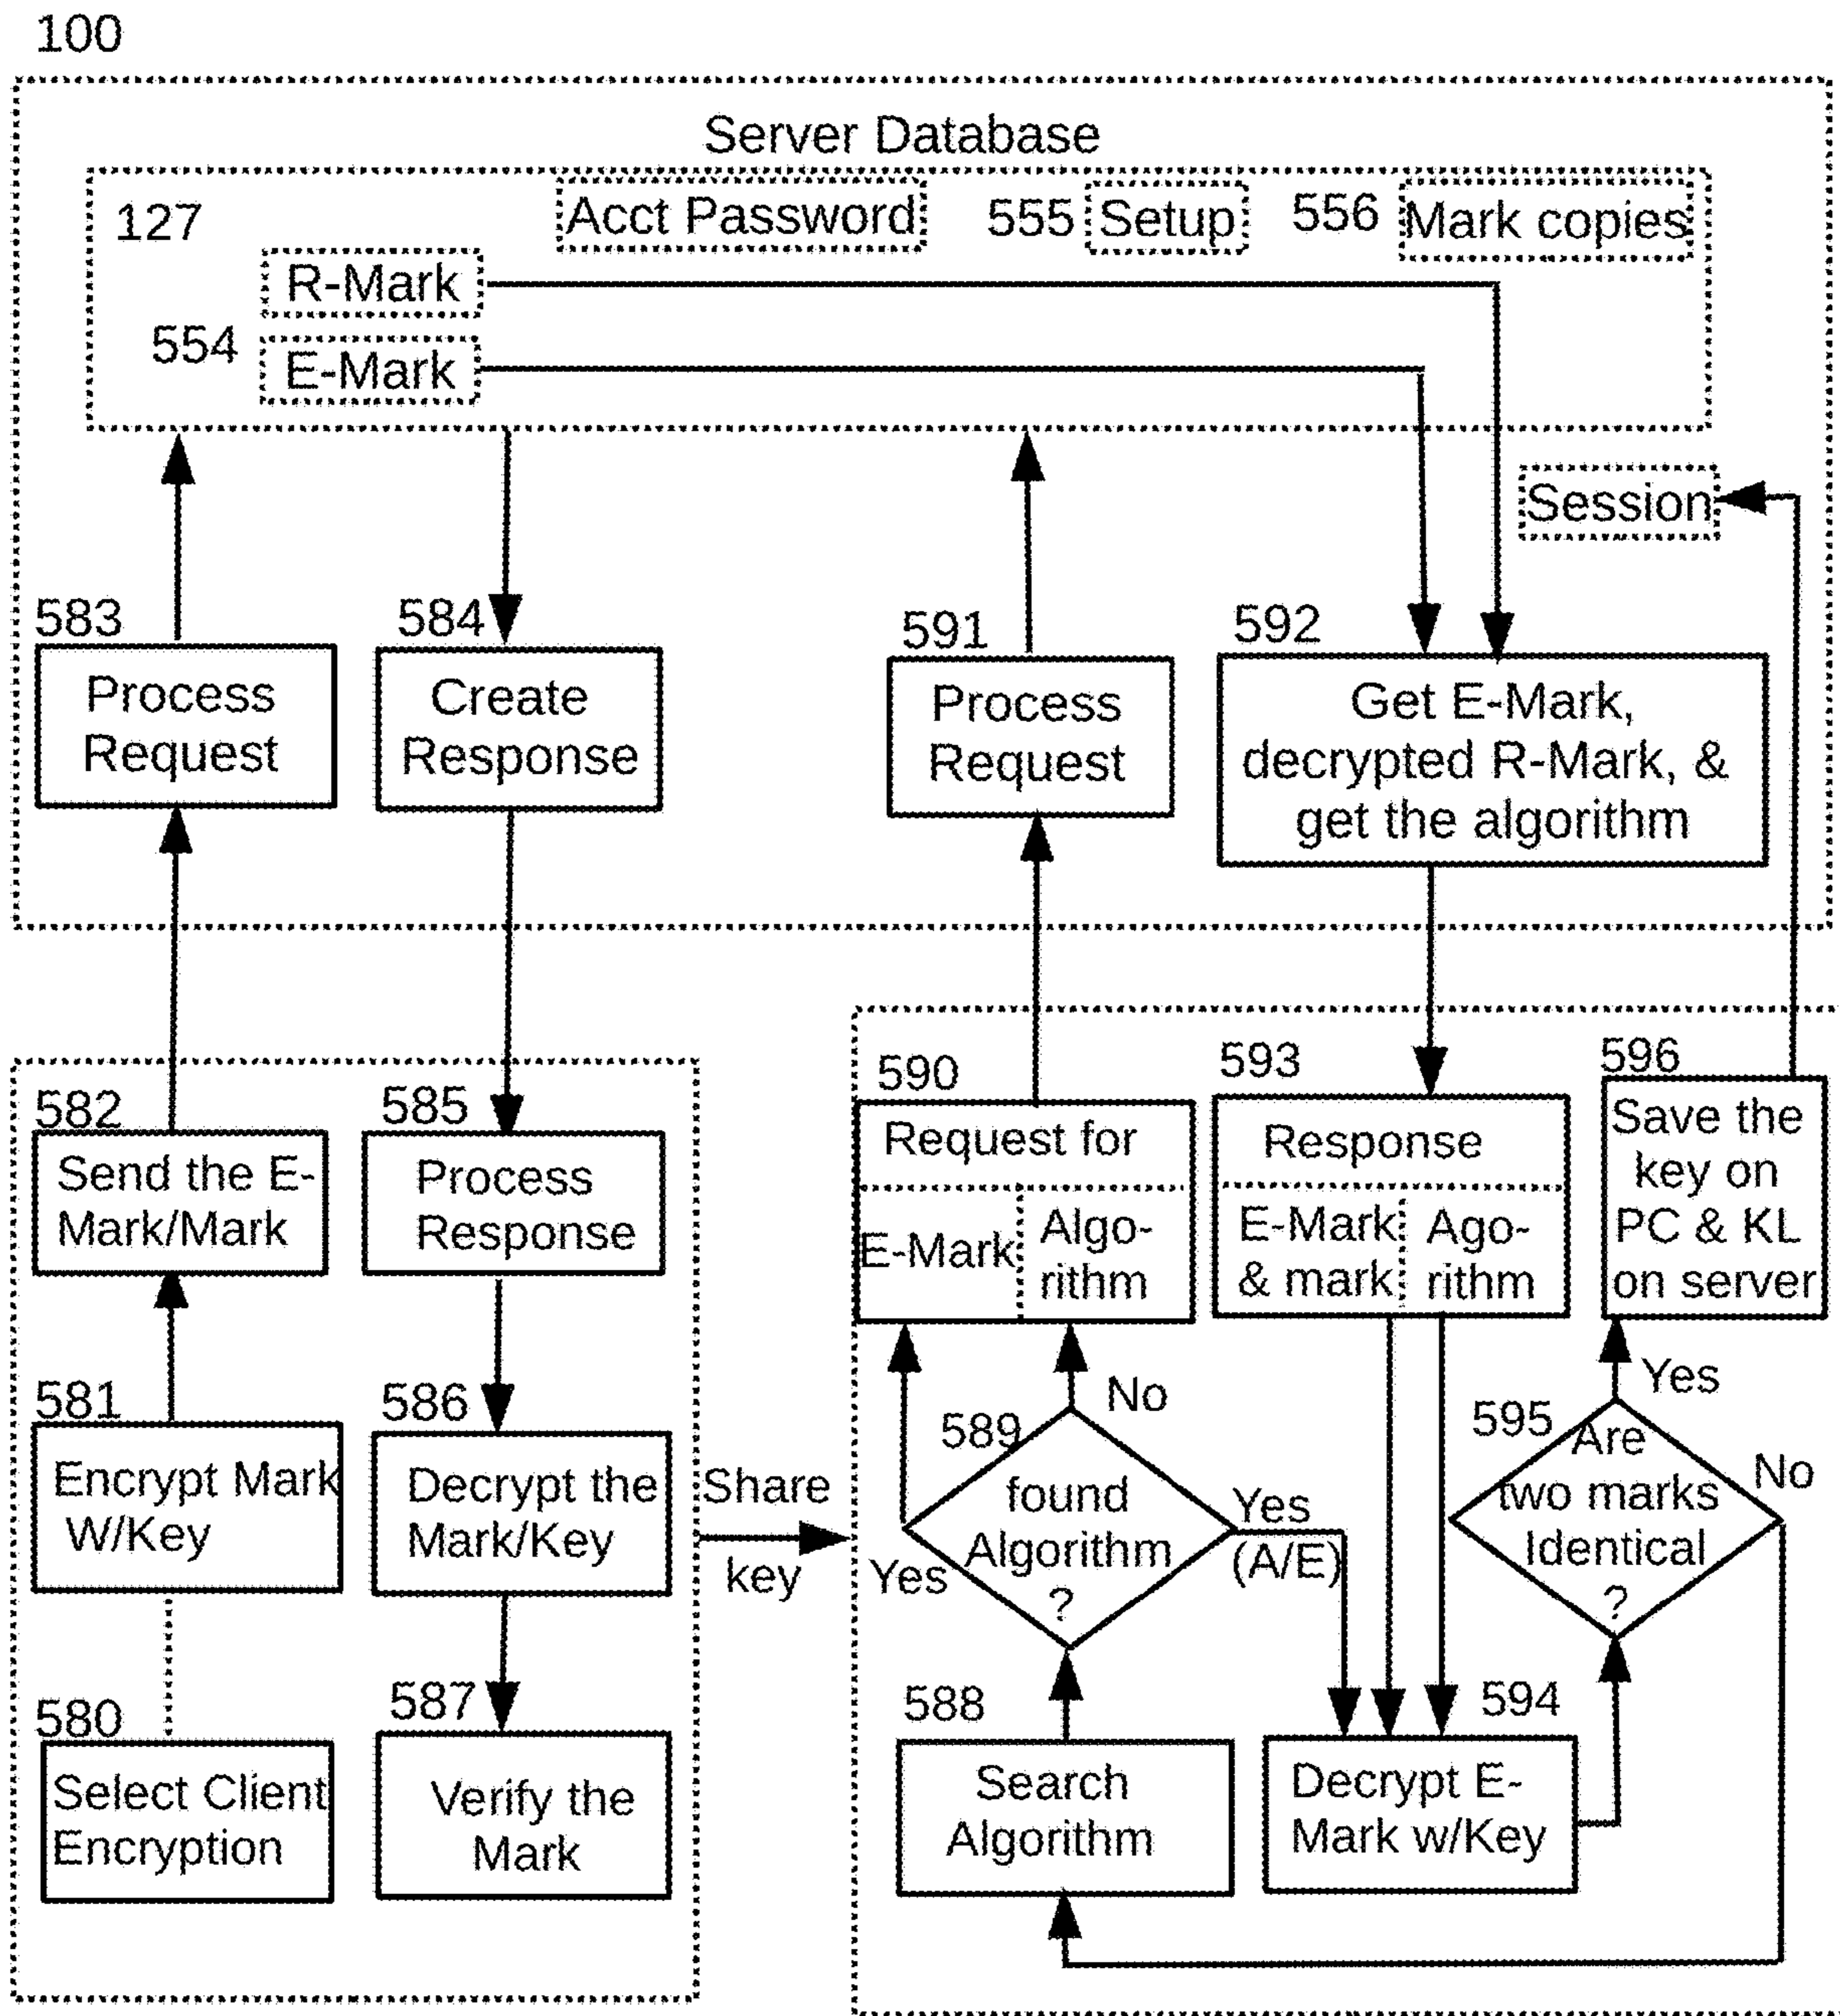 100
Server Database
127
Acct Password
555
Setup
556
Mark copies
R-Mark
554
E-Mark
Session
583
Process
Request
584
Create
Response
591
Process
Request
592
Get E-Mark,
decrypted R-Mark, &
get the algorithm
582
Send the E-
Mark/Mark
585
Process
Response
581
Encrypt Mark
W/Key
586
Decrypt the
Mark/Key
580
Select Client
Encryption
587
Verify the
Mark
Share
key
590
Request for
E-Mark
Algo-
rithm
593
Response
E-Mark
& mark
Ago-
rithm
596
Save the
key on
PC & KL
on server
589
found
Algorithm
?
No
Yes
Yes
(A/E)
595
Are
two marks
Identical
?
Yes
No
588
Search
Algorithm
594
Decrypt E-
Mark w/Key